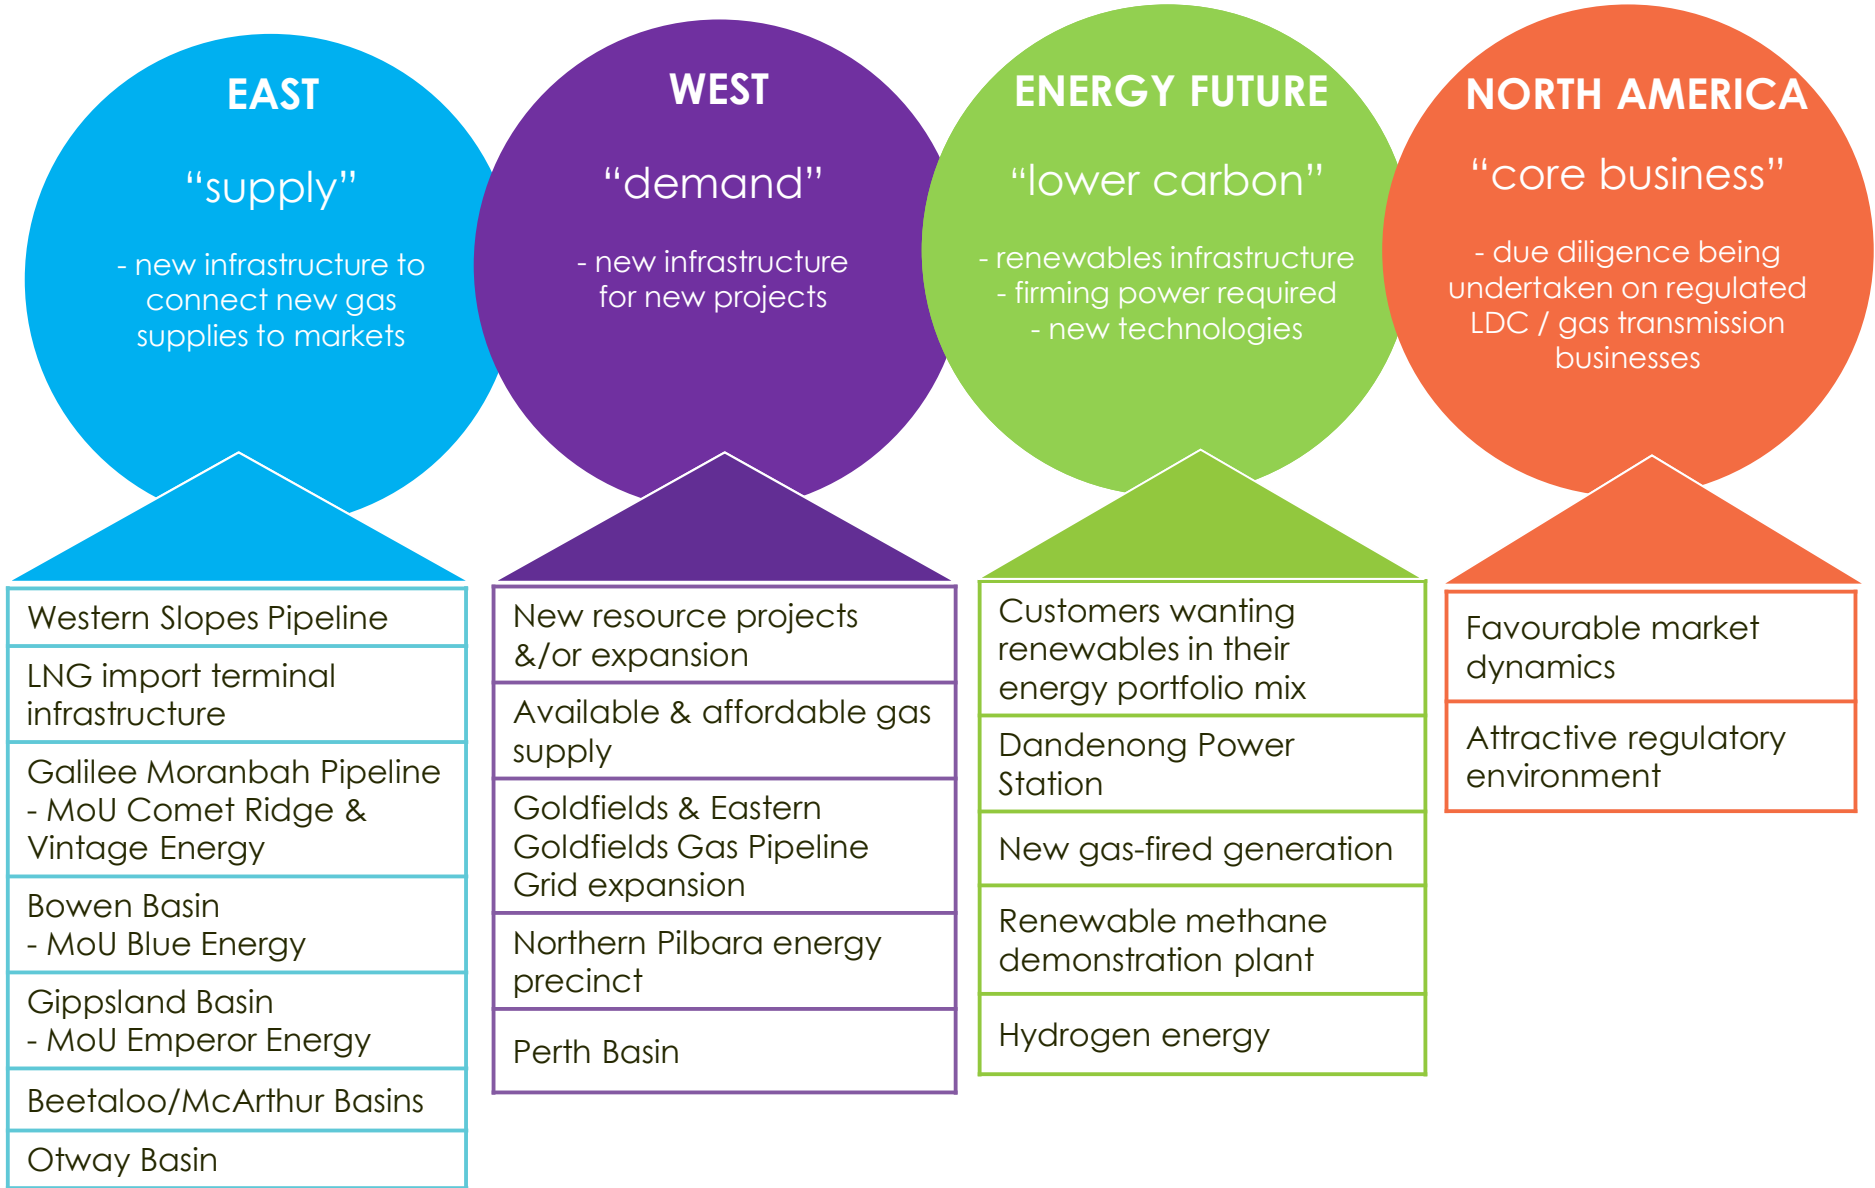 EAST
“supply”
- new infrastructure to
connect new gas
supplies to markets
WEST
“demand”
- new infrastructure
for new projects
ENERGY FUTURE
“lower carbon”
- renewables infrastructure
- firming power required
- new technologies
NORTH AMERICA
“core business”
- due diligence being
undertaken on regulated
LDC / gas transmission
businesses
Western Slopes Pipeline
LNG import terminal
infrastructure
Galilee Moranbah Pipeline
- MoU Comet Ridge &
Vintage Energy
Bowen Basin
- MoU Blue Energy
Gippsland Basin
- MoU Emperor Energy
Beetaloo/McArthur Basins
Otway Basin
New resource projects
&/or expansion
Available & affordable gas
supply
Goldfields & Eastern
Goldfields Gas Pipeline
Grid expansion
Northern Pilbara energy
precinct
Perth Basin
Customers wanting
renewables in their
energy portfolio mix
Dandenong Power
Station
New gas-fired generation
Renewable methane
demonstration plant
Hydrogen energy
Favourable market
dynamics
Attractive regulatory
environment